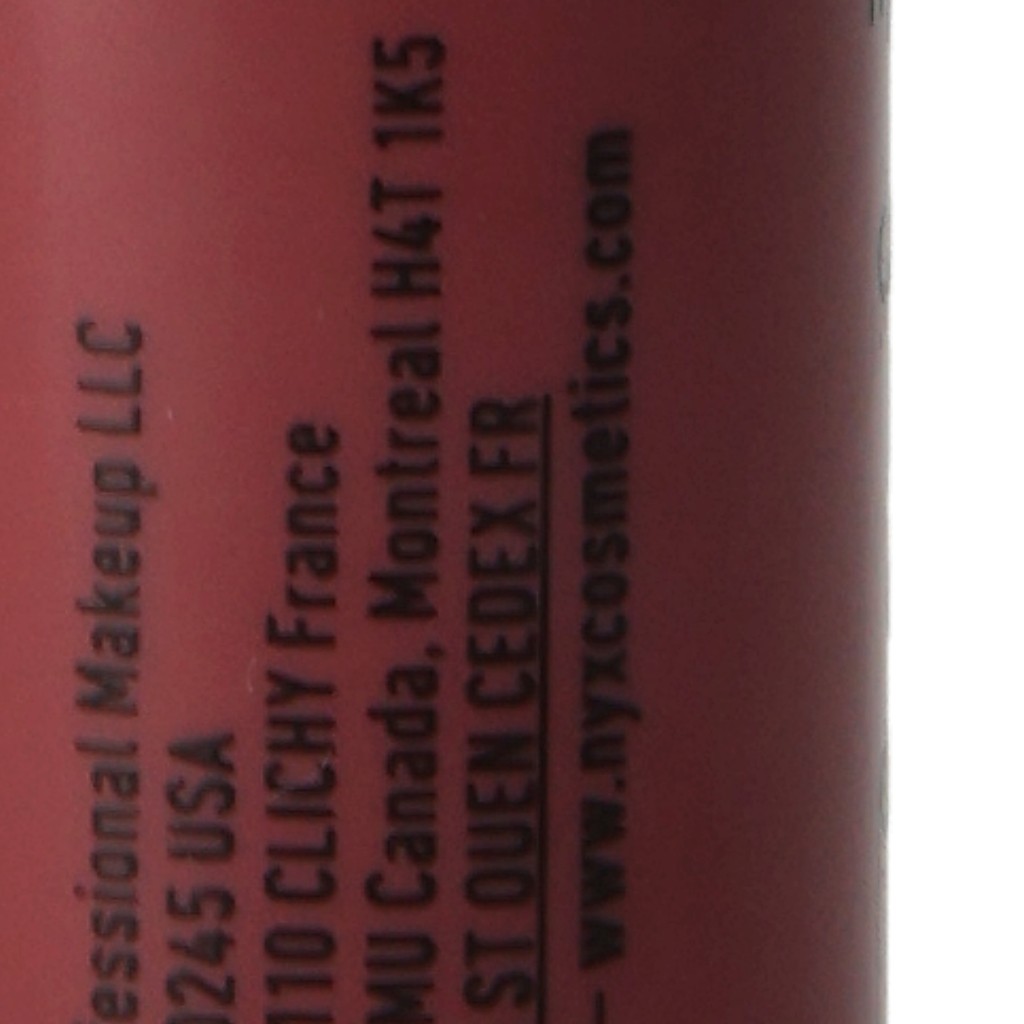 fessional Makeup LLC
0245 USA
110 CLICHY France
MU Canada, Montreal H4T 1K5
ST OUEN CEDEX FR
– www.nyxcosmetics.com